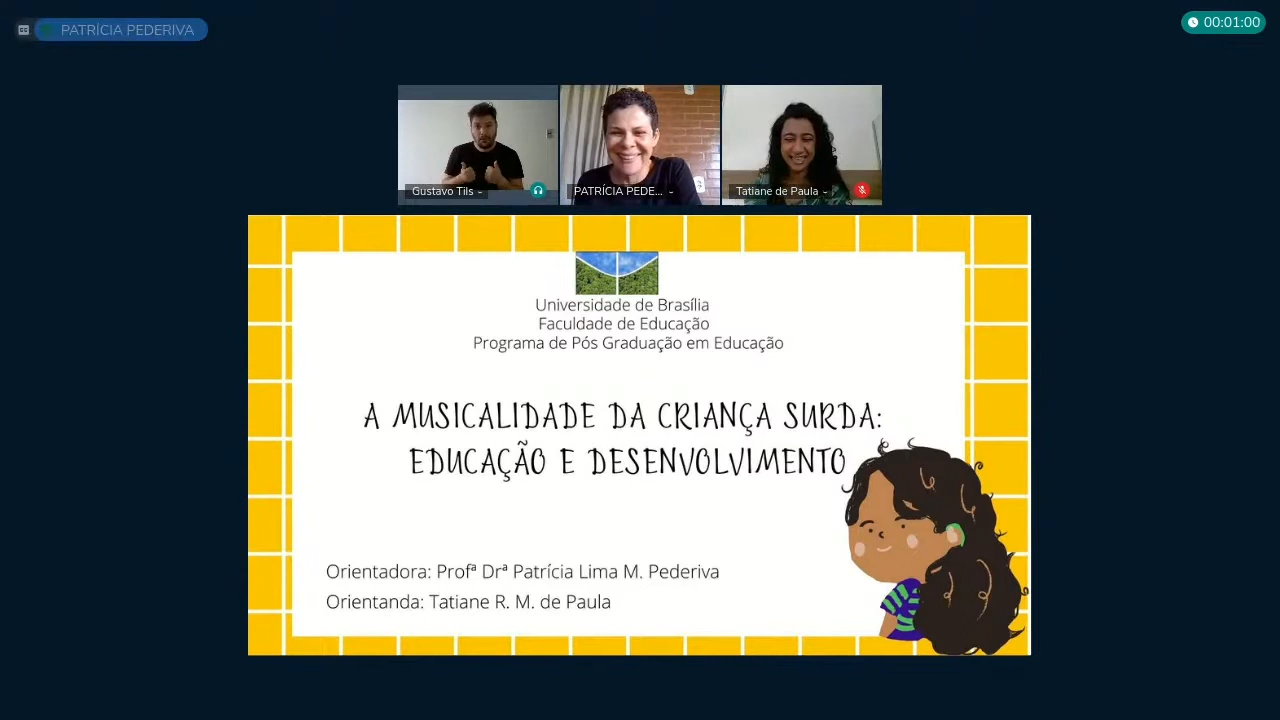 PATRÍCIA PEDERIVA
00:01:00
Gustavo Tils
PATRÍCIA PEDE...
Tatiane de Paula
Universidade de Brasília
Faculdade de Educação
Programa de Pós Graduação em Educação
A MUSICALIDADE DA CRIANÇA SURDA:
EDUCAÇÃO E DESENVOLVIMENTO
Orientadora: Profª Drª Patrícia Lima M. Pederiva
Orientanda: Tatiane R. M. de Paula